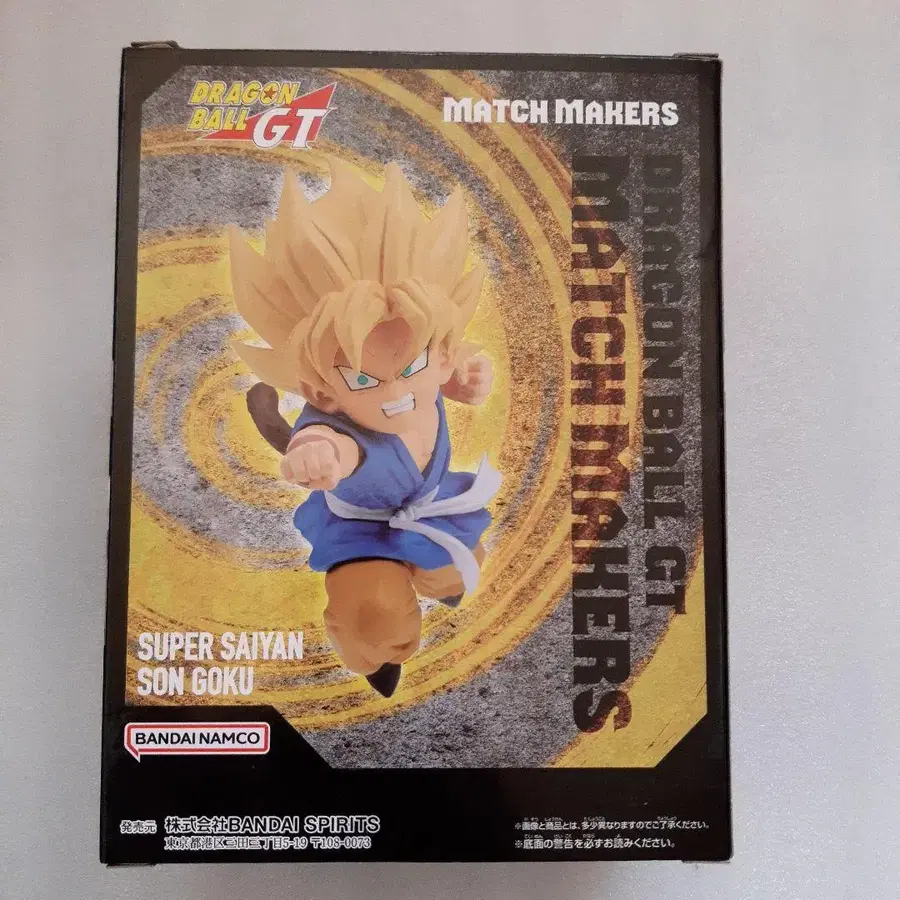 DRAGON
BALL GT
MATCH MAKERS
DRAGON BALL GT
MATCH MAKERS
SUPER SAIYAN
SON GOKU
BANDAI NAMCO
発売元 株式会社BANDAI SPIRITS
東京都港区三田三丁目5-19 〒108-0073
※画像と商品とは、多少異なりますのでご了承ください。
※底面の警告を必ずお読みください。